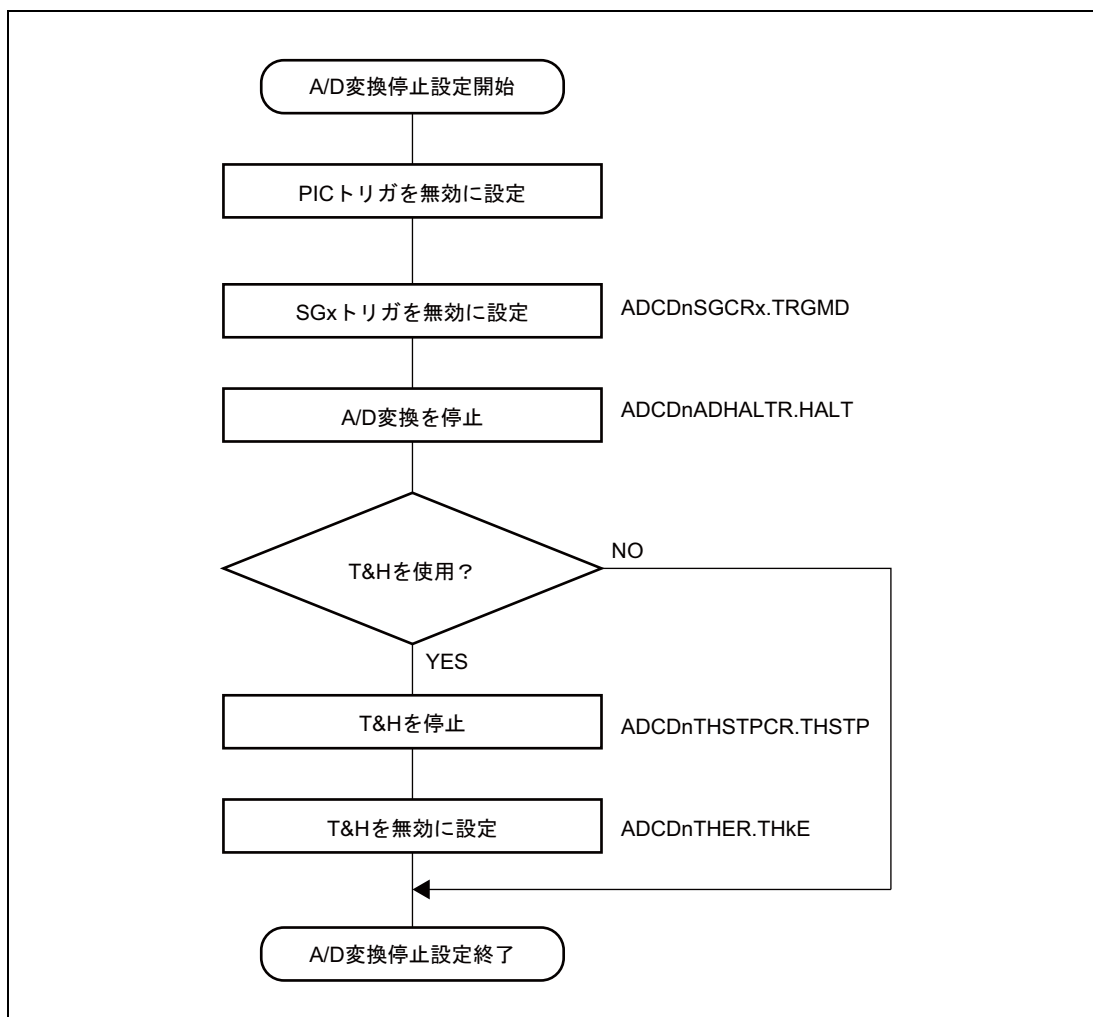 A/D変換停止設定開始
PICトリガを無効に設定
SGxトリガを無効に設定
ADCDnSGCRx.TRGMD
A/D変換を停止
ADCDnADHALTR.HALT
T&Hを使用？
NO
YES
T&Hを停止
ADCDnTHSTPCR.THSTP
T&Hを無効に設定
ADCDnTHER.THkE
A/D変換停止設定終了